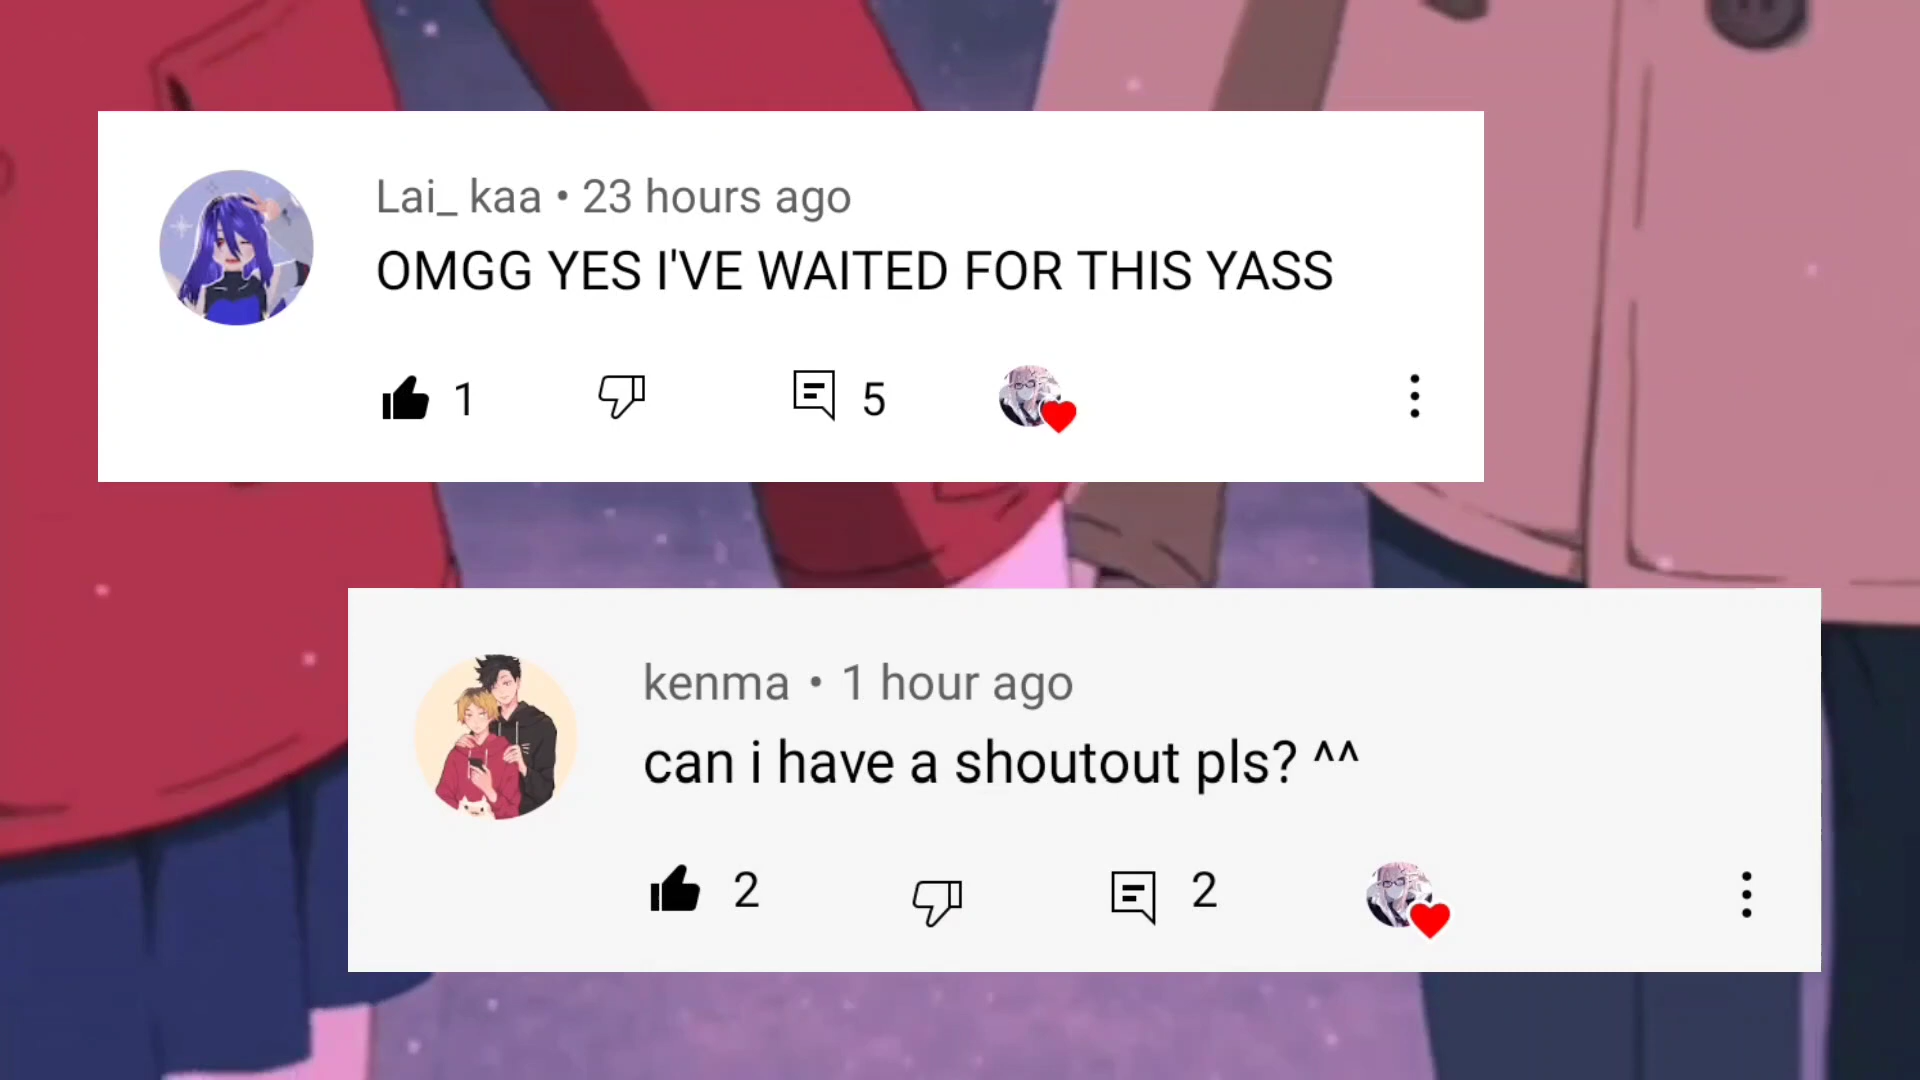 Lai_ kaa • 23 hours ago
OMGG YES I'VE WAITED FOR THIS YASS
1 5
kenma • 1 hour ago
can i have a shoutout pls? ^^
2 2